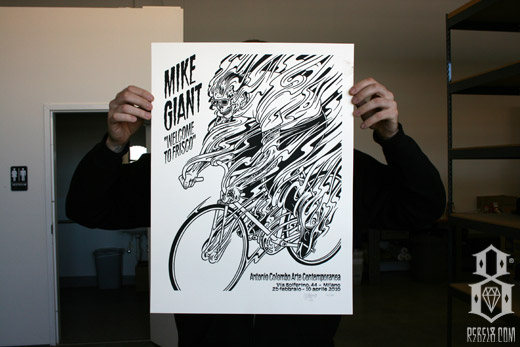 MIKE
GIANT
"WELCOME
TO FRISCO"
Antonio Colombo Arte Contemporanea
Via Solferino, 44 - Milano
25 febbraio - 10 aprile 2010
REBEL8.COM